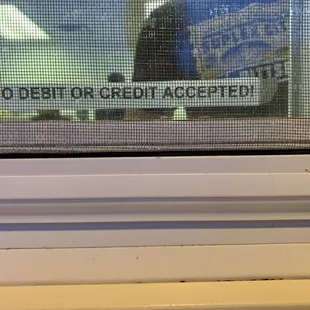 O DEBIT OR CREDIT ACCEPTED!